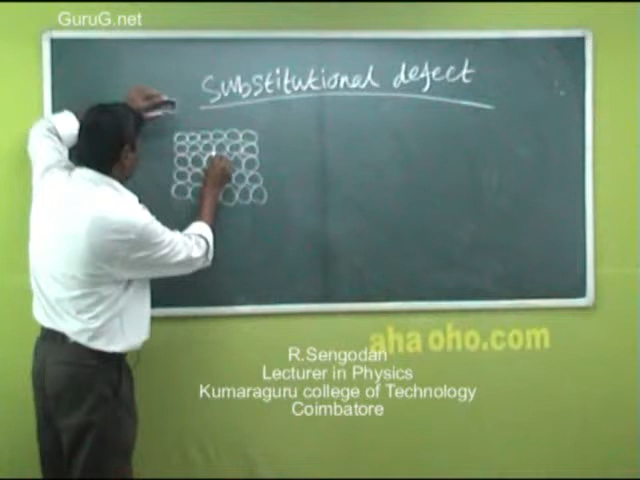 GuruG.net
Substitutional defect
aha oho.com
R.Sengodan
Lecturer in Physics
Kumaraguru college of Technology
Coimbatore